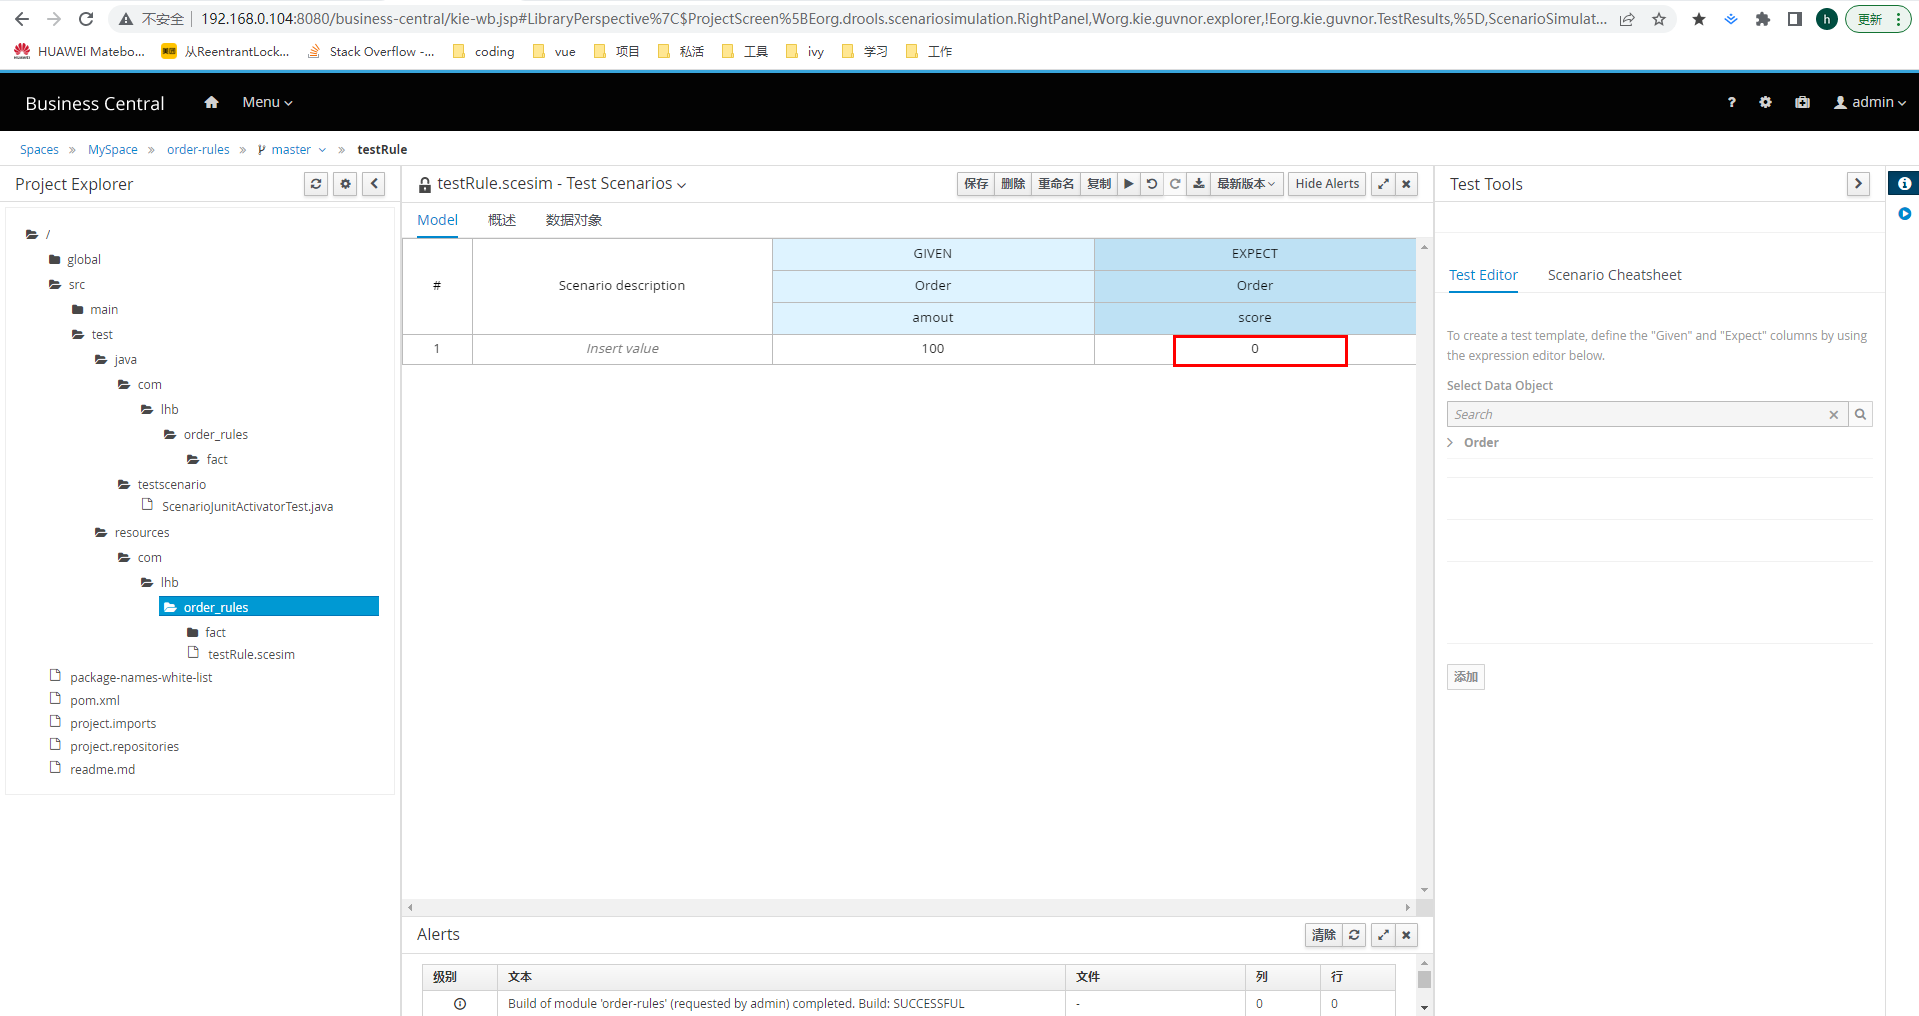 不安全 192.168.0.104:8080/business-central/kie-wb.jsp#LibraryPerspective%7C$ProjectScreen%5BEorg.drools.scenariosimulation.RightPanel,Worg.kie.guvnor.explorer,!Eorg.kie.guvnor.TestResults,%5D,ScenarioSimulat... h 更新
HUAWEI Matebo... 从ReentrantLock... Stack Overflow -... coding vue 项目 私活 工具 ivy 学习 工作
Business Central Menu ? admin
Spaces » MySpace » order-rules » master » testRule
Project Explorer
/
global
src
main
test
java
com
lhb
order_rules
fact
testscenario
ScenarioJunitActivatorTest.java
resources
com
lhb
order_rules
fact
testRule.scesim
package-names-white-list
pom.xml
project.imports
project.repositories
readme.md
testRule.scesim - Test Scenarios 保存 删除 重命名 复制 最新版本 Hide Alerts
Model 概述 数据对象
# Scenario description GIVEN EXPECT
Order Order
amout score
1 Insert value 100 0
Alerts 清除
级别 文本 文件 列 行
Build of module 'order-rules' (requested by admin) completed. Build: SUCCESSFUL - 0 0
Test Tools
Test Editor Scenario Cheatsheet
To create a test template, define the "Given" and "Expect" columns by using
the expression editor below.
Select Data Object
Search
Order
添加